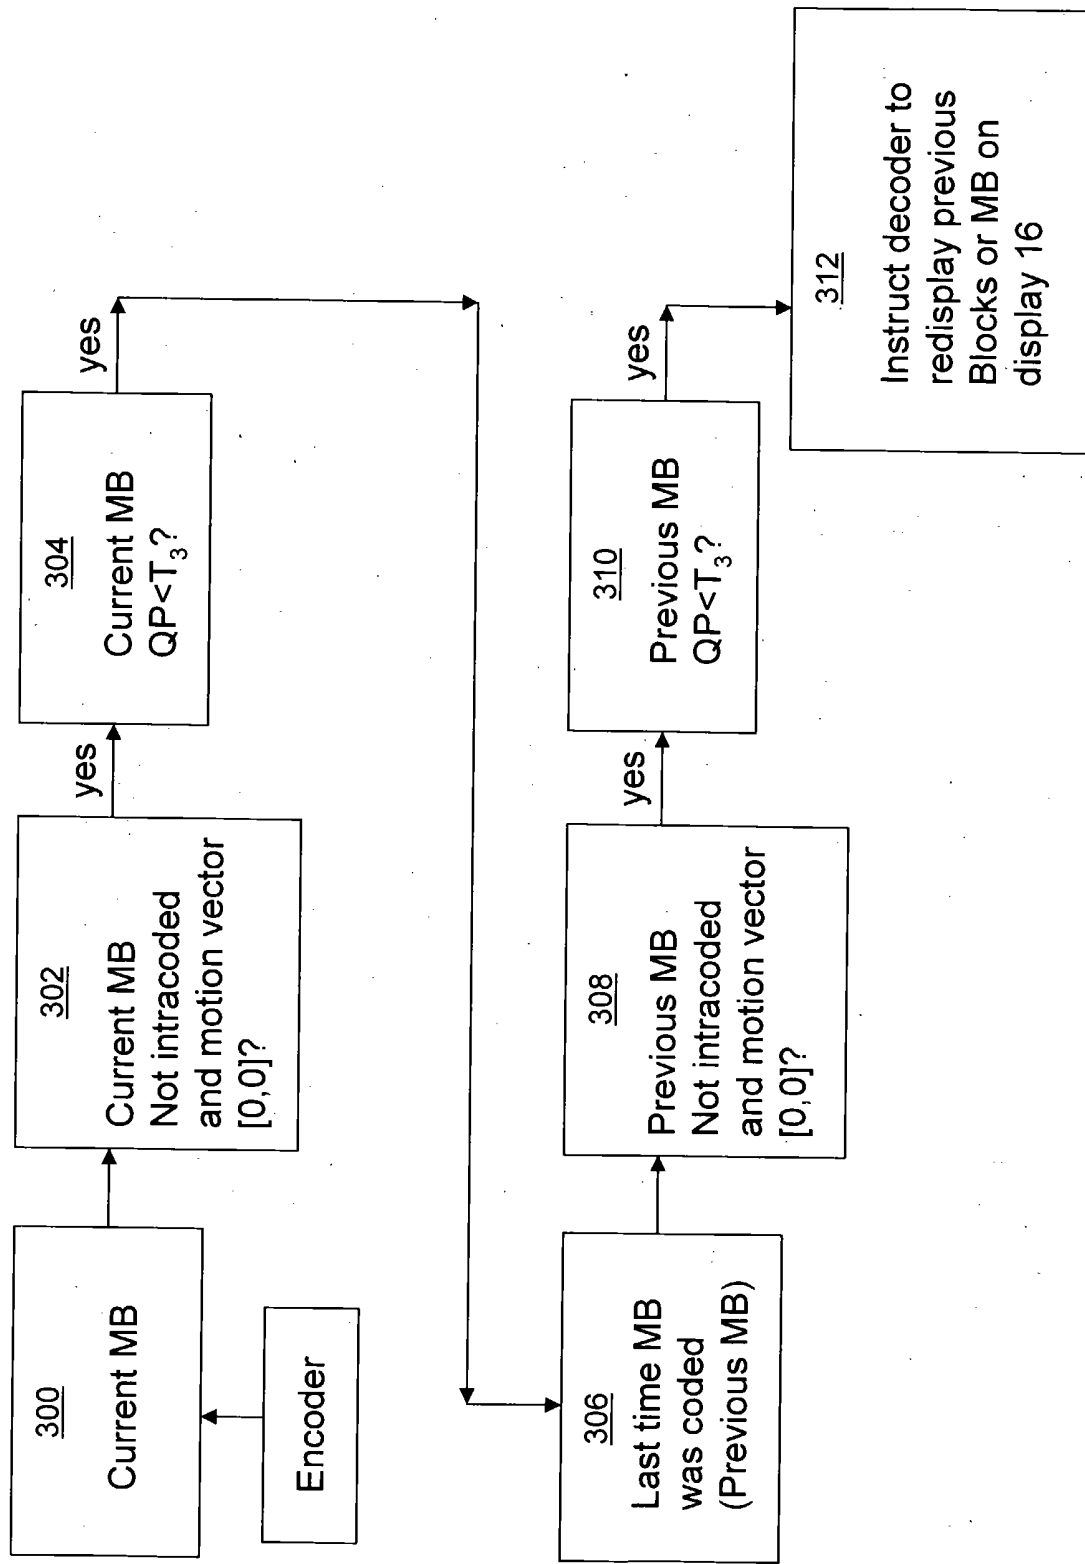 300
Current MB
Encoder
302
Current MB
Not intracoded
and motion vector
[0,0]?
yes
304
Current MB
QP<T3?
yes
306
Last time MB
was coded
(Previous MB)
308
Previous MB
Not intracoded
and motion vector
[0,0]?
yes
310
Previous MB
QP<T3?
yes
312
Instruct decoder to
redisplay previous
Blocks or MB on
display 16